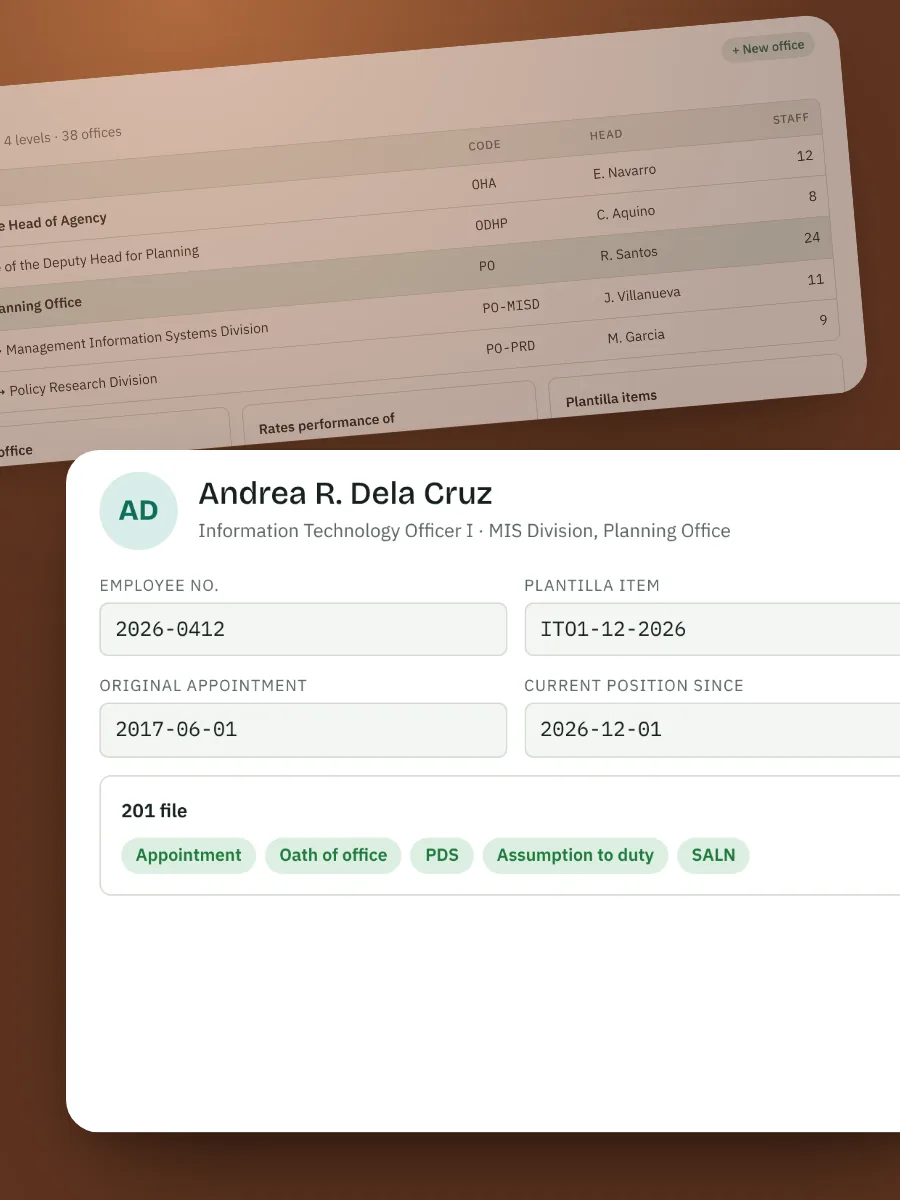 + New office
4 levels · 38 offices
CODE HEAD STAFF
Head of Agency OHA E. Navarro 12
of the Deputy Head for Planning ODHP C. Aquino 8
Office PO R. Santos 24
Management Information Systems Division PO-MISD J. Villanueva 11
→ Policy Research Division PO-PRD M. Garcia 9
office
Rates performance of
Plantilla items
AD
Andrea R. Dela Cruz
Information Technology Officer I · MIS Division, Planning Office
EMPLOYEE NO. PLANTILLA ITEM
2026-0412 ITO1-12-2026
ORIGINAL APPOINTMENT CURRENT POSITION SINCE
2017-06-01 2026-12-01
201 file
Appointment Oath of office PDS Assumption to duty SALN